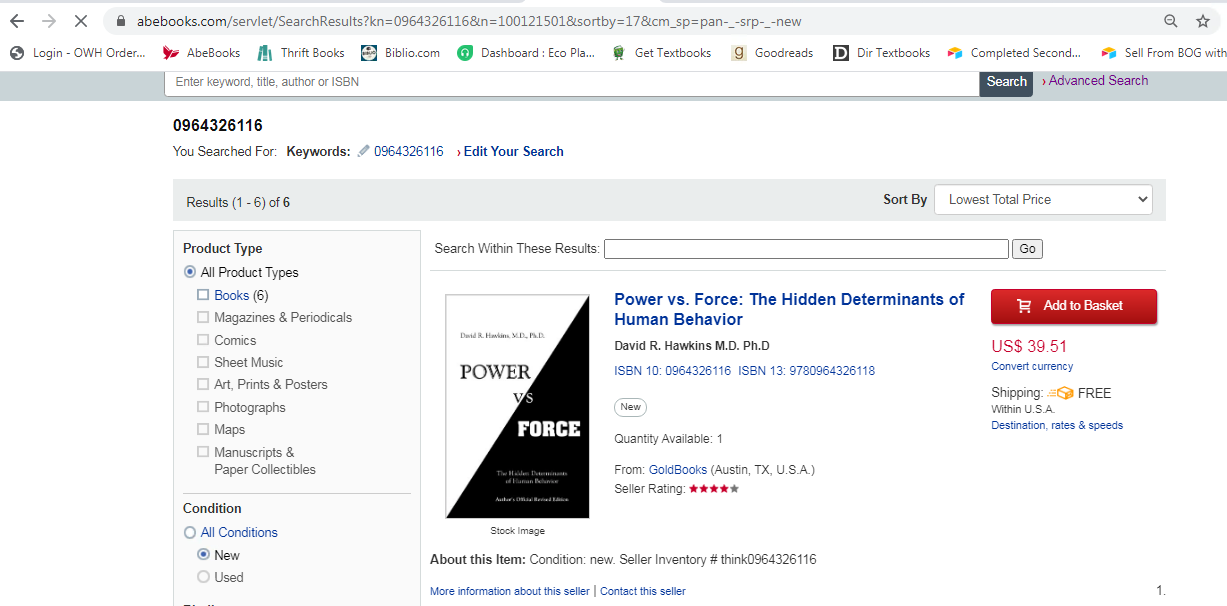 abebooks.com/servlet/SearchResults?kn=0964326116&n=100121501&sortby=17&cm_sp=pan-_-srp-_-new
Login - OWH Order... AbeBooks Thrift Books Biblio.com Dashboard : Eco Pla... Get Textbooks Goodreads Dir Textbooks Completed Second... Sell From BOG with
Enter keyword, title, author or ISBN Search › Advanced Search
0964326116
You Searched For: Keywords: 0964326116 › Edit Your Search
Results (1 - 6) of 6 Sort By Lowest Total Price
Product Type
All Product Types
Books (6)
Magazines & Periodicals
Comics
Sheet Music
Art, Prints & Posters
Photographs
Maps
Manuscripts &
Paper Collectibles
Condition
All Conditions
New
Used
Search Within These Results: Go
David R. Hawkins, M.D., Ph.D.
POWER
VS
FORCE
The Hidden Determinants
of Human Behavior
Author's Official Revised Edition
Stock Image
Power vs. Force: The Hidden Determinants of
Human Behavior
David R. Hawkins M.D. Ph.D
ISBN 10: 0964326116 ISBN 13: 9780964326118
New
Quantity Available: 1
From: GoldBooks (Austin, TX, U.S.A.)
Seller Rating:
Add to Basket
US$ 39.51
Convert currency
Shipping: FREE
Within U.S.A.
Destination, rates & speeds
About this Item: Condition: new. Seller Inventory # think0964326116
More information about this seller | Contact this seller 1.